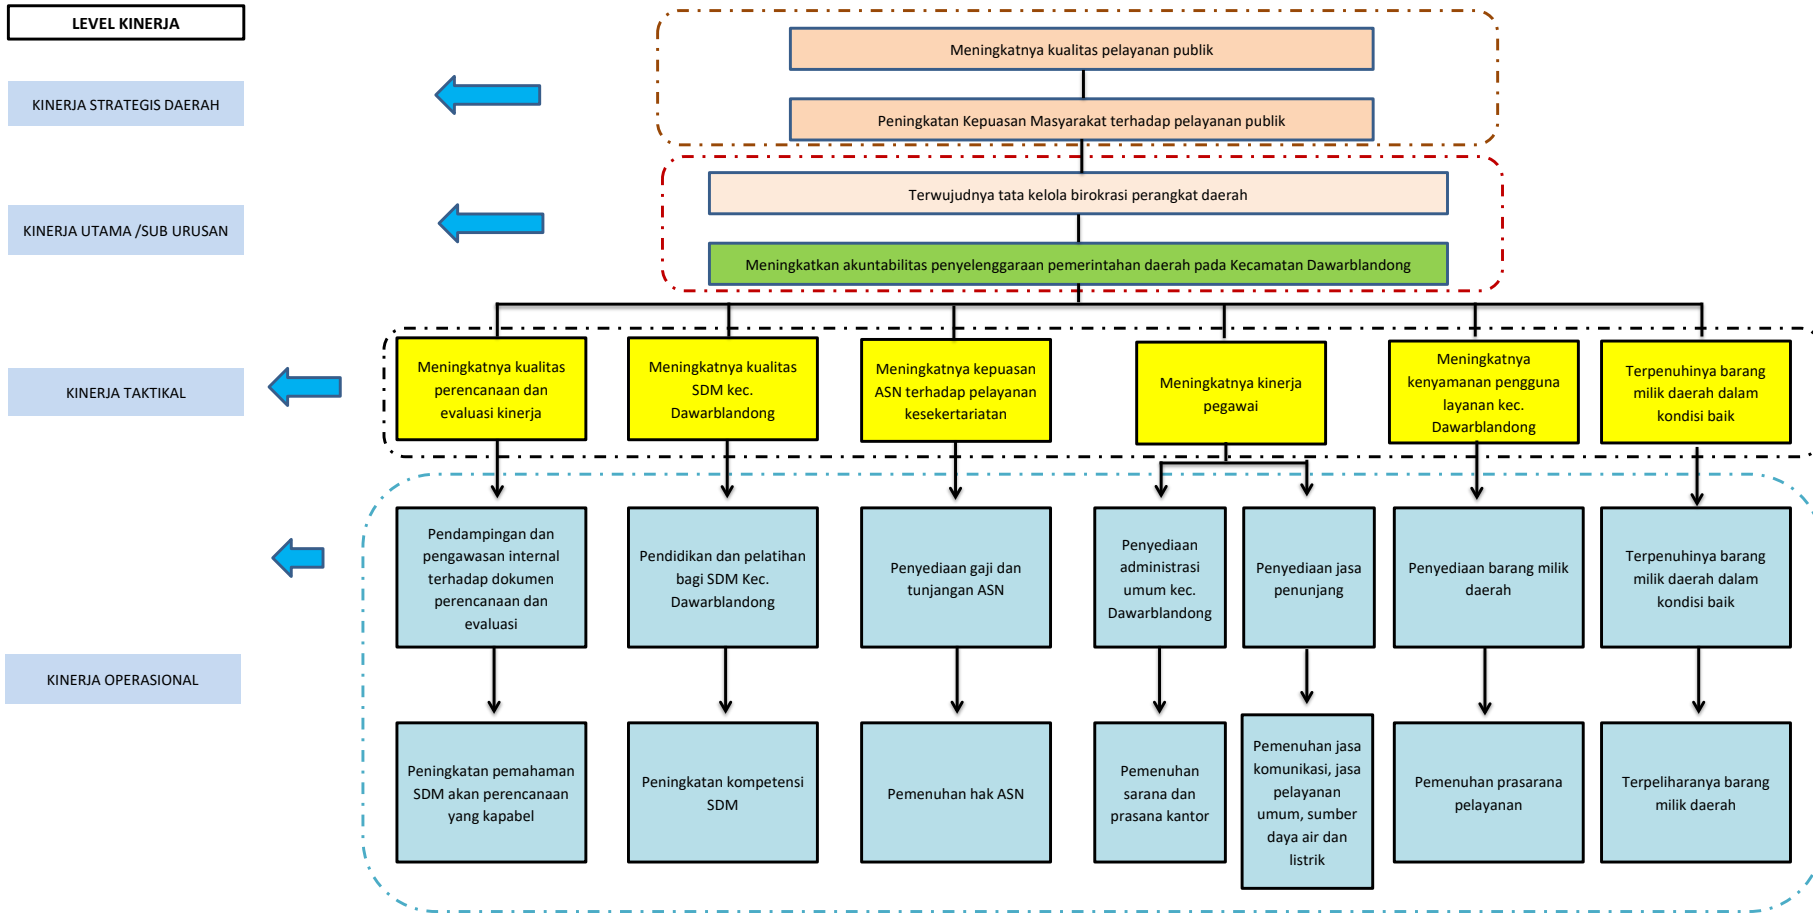 LEVEL KINERJA
Meningkatnya kualitas pelayanan publik
KINERJA STRATEGIS DAERAH
Peningkatan Kepuasan Masyarakat terhadap pelayanan publik
Terwujudnya tata kelola birokrasi perangkat daerah
KINERJA UTAMA /SUB URUSAN
Meningkatkan akuntabilitas penyelenggaraan pemerintahan daerah pada Kecamatan Dawarblandong
KINERJA TAKTIKAL
Meningkatnya kualitas
perencanaan dan
evaluasi kinerja
Meningkatnya kualitas
SDM kec.
Dawarblandong
Meningkatnya kepuasan
ASN terhadap pelayanan
kesekertariatan
Meningkatnya kinerja
pegawai
Meningkatnya
kenyamanan pengguna
layanan kec.
Dawarblandong
Terpenuhinya barang
milik daerah dalam
kondisi baik
Pendampingan dan
pengawasan internal
terhadap dokumen
perencanaan dan
evaluasi
Pendidikan dan pelatihan
bagi SDM Kec.
Dawarblandong
Penyediaan gaji dan
tunjangan ASN
Penyediaan
administrasi
umum kec.
Dawarblandong
Penyediaan jasa
penunjang
Penyediaan barang milik
daerah
Terpenuhinya barang
milik daerah dalam
kondisi baik
KINERJA OPERASIONAL
Peningkatan pemahaman
SDM akan perencanaan
yang kapabel
Peningkatan kompetensi
SDM
Pemenuhan hak ASN
Pemenuhan
sarana dan
prasana kantor
Pemenuhan jasa
komunikasi, jasa
pelayanan
umum, sumber
daya air dan
listrik
Pemenuhan prasarana
pelayanan
Terpeliharanya barang
milik daerah